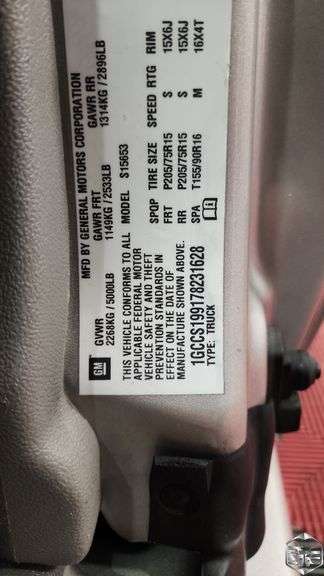 MFD BY GENERAL MOTORS CORPORATION
GVWR GAWR FRT GAWR RR
2268KG / 5000LB 1149KG / 2533LB 1314KG / 2896LB
THIS VEHICLE CONFORMS TO ALL
APPLICABLE FEDERAL MOTOR
VEHICLE SAFETY AND THEFT
PREVENTION STANDARDS IN
EFFECT ON THE DATE OF
MANUFACTURE SHOWN ABOVE.
1GCCS199178231628
TYPE: TRUCK
MODEL S15653
SPQP TIRE SIZE SPEED RTG RIM
FRT P205/75R15 S 15X6J
RR P205/75R15 S 15X6J
SPA T155/90R16 M 16X4T
GM